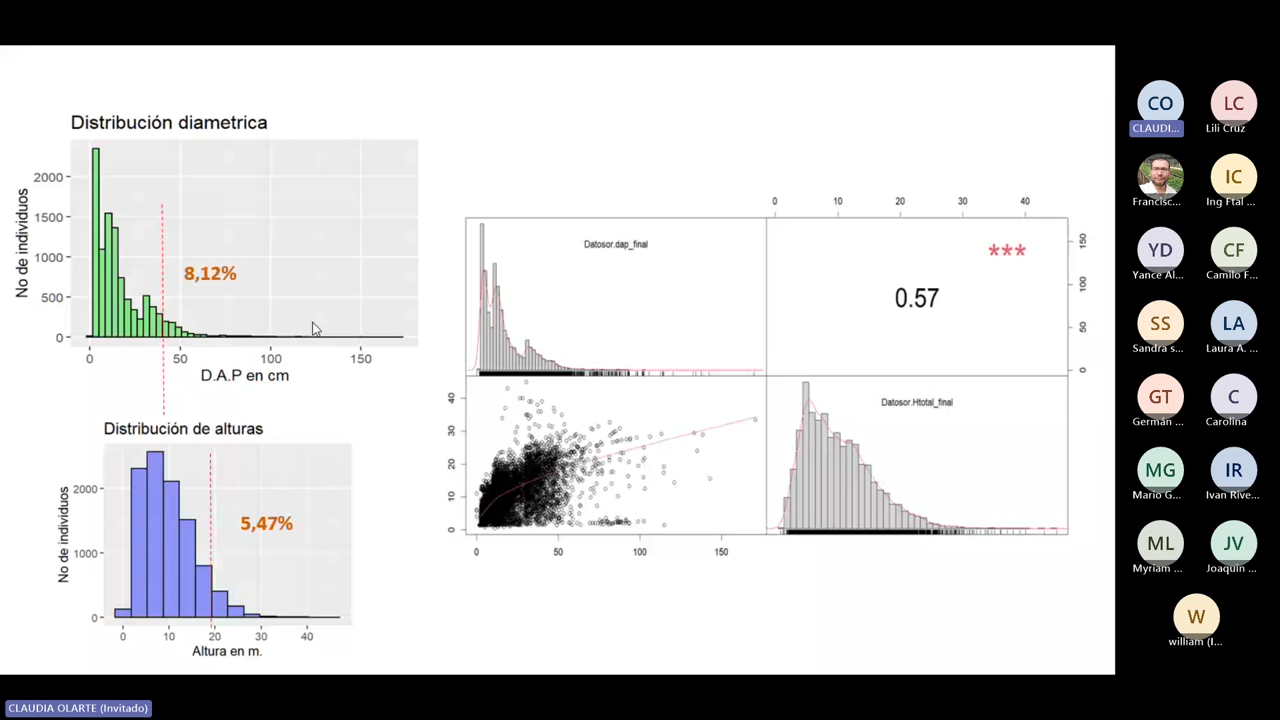 Distribución diametrica
No de individuos
2000
1500
1000
500
0
8,12%
0 50 100 150
D.A.P en cm
Distribución de alturas
No de individuos
2000
1000
0
5,47%
0 10 20 30 40
Altura en m.
0 10 20 30 40
Datosor.dap_final
***
0.57
150
100
50
0
40
30
20
10
0
Datosor.Htotal_final
0 50 100 150
CO
CLAUDI...
LC
Lili Cruz
Francisc...
IC
Ing Ftal ...
YD
Yance Al...
CF
Camilo F...
SS
Sandra s...
LA
Laura A. ...
GT
Germán ...
C
Carolina
MG
Mario G...
IR
Ivan Rive...
ML
Myriam ...
JV
Joaquin ...
W
william (I...
CLAUDIA OLARTE (Invitado)